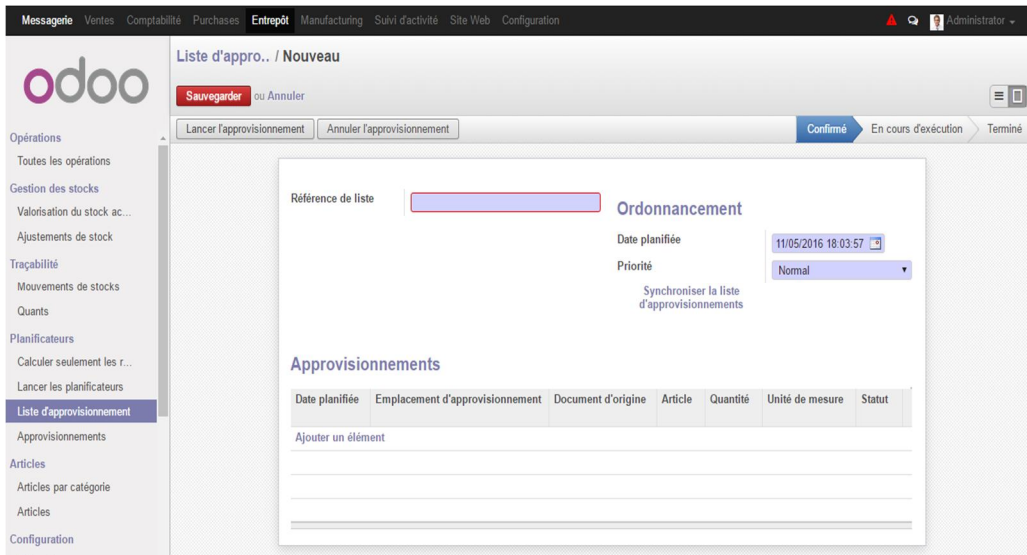 Messagerie Ventes Comptabilité Purchases Entrepôt Manufacturing Suivi d'activité Site Web Configuration Administrator
odoo
Liste d'appro.. / Nouveau
Sauvegarder ou Annuler
Lancer l'approvisionnement Annuler l'approvisionnement Confirmé En cours d'exécution Terminé
Opérations
Toutes les opérations
Gestion des stocks
Valorisation du stock ac...
Ajustements de stock
Traçabilité
Mouvements de stocks
Quants
Planificateurs
Calculer seulement les r...
Lancer les planificateurs
Liste d'approvisionnement
Approvisionnements
Articles
Articles par catégorie
Articles
Configuration
Référence de liste
Ordonnancement
Date planifiée 11/05/2016 18:03:57
Priorité Normal
Synchroniser la liste
d'approvisionnements
Approvisionnements
Date planifiée Emplacement d'approvisionnement Document d'origine Article Quantité Unité de mesure Statut
Ajouter un élément